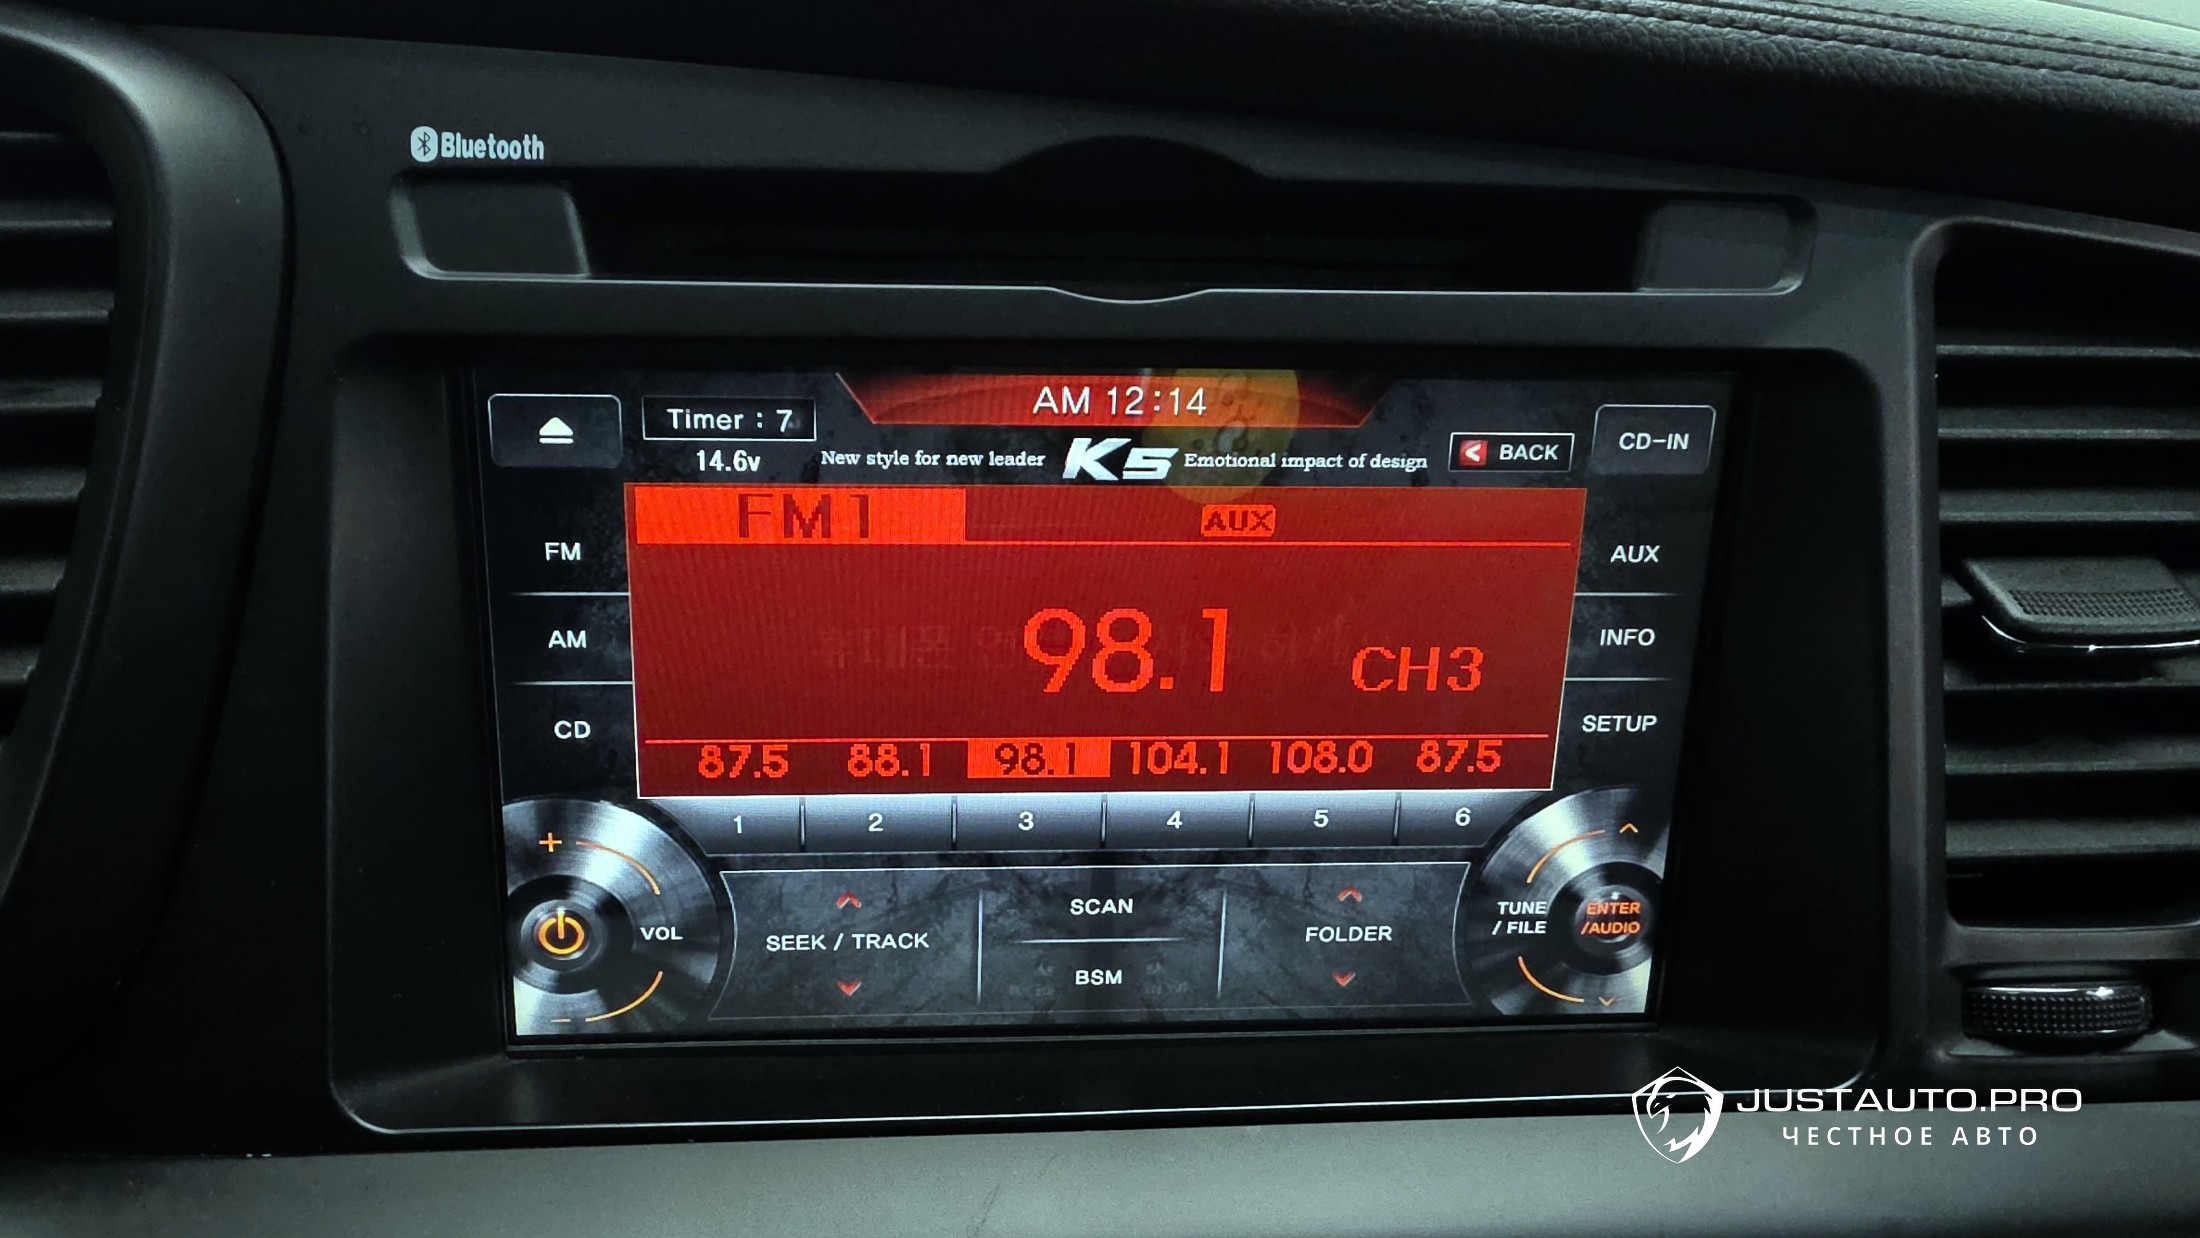 Bluetooth
AM 12:14
Timer : 7
14.6v
New style for new leader K5 Emotional impact of design
BACK
CD-IN
FM1 AUX
FM
AUX
98.1 CH3
AM
INFO
CD
SETUP
87.5 88.1 98.1 104.1 108.0 87.5
1 2 3 4 5 6
+
VOL
−
SEEK / TRACK
SCAN
BSM
FOLDER
TUNE
/ FILE
ENTER
/AUDIO
JUSTAUTO.PRO
ЧЕСТНОЕ АВТО